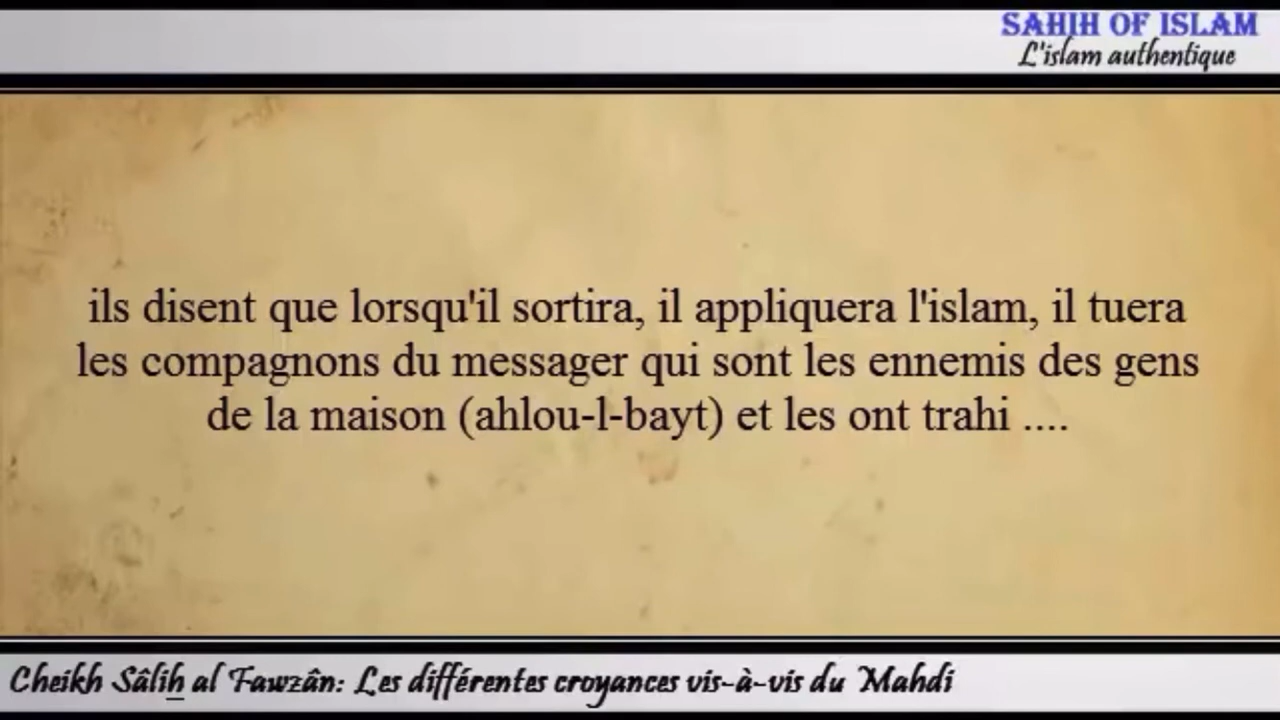 SAHIH OF ISLAM
L'islam authentique
ils disent que lorsqu'il sortira, il appliquera l'islam, il tuera
les compagnons du messager qui sont les ennemis des gens
de la maison (ahlou-l-bayt) et les ont trahi ....
Cheikh Sâliẖ al Fawzân: Les différentes croyances vis-à-vis du Mahdi